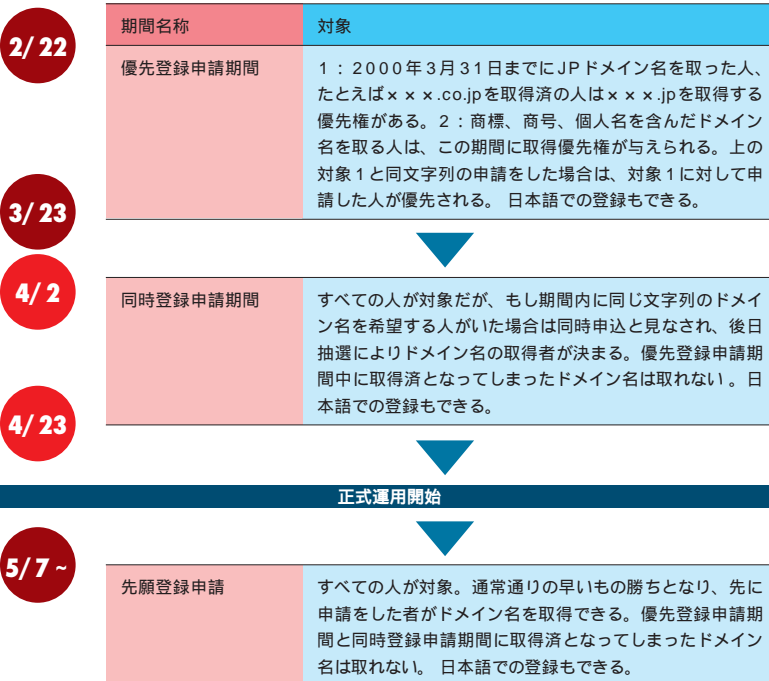 期間名称 対象
2/22
優先登録申請期間
1：2000年3月31日までにJPドメイン名を取った人、
たとえば×××.co.jpを取得済の人は×××.jpを取得する
優先権がある。2：商標、商号、個人名を含んだドメイン
名を取る人は、この期間に取得優先権が与えられる。上の
対象1と同文字列の申請をした場合は、対象1に対して申
請した人が優先される。 日本語での登録もできる。
3/23
4/2
同時登録申請期間
すべての人が対象だが、もし期間内に同じ文字列のドメイ
ン名を希望する人がいた場合は同時申込と見なされ、後日
抽選によりドメイン名の取得者が決まる。優先登録申請期
間中に取得済となってしまったドメイン名は取れない 。日
本語での登録もできる。
4/23
正式運用開始
5/7~
先願登録申請
すべての人が対象。通常通りの早いもの勝ちとなり、先に
申請をした者がドメイン名を取得できる。優先登録申請期
間と同時登録申請期間に取得済となってしまったドメイン
名は取れない。 日本語での登録もできる。